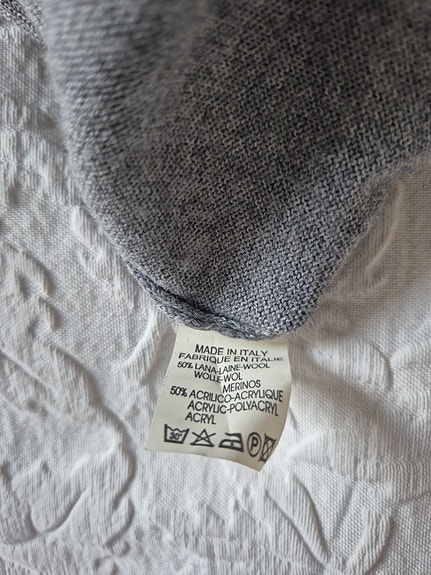 MADE IN ITALY
FABRIQUE EN ITALIE
50% LANA-LAINE-WOOL
WOLLE-WOL
MERINOS
50% ACRILICO-ACRYLIQUE
ACRYLIC-POLYACRYL
ACRYL
30° P